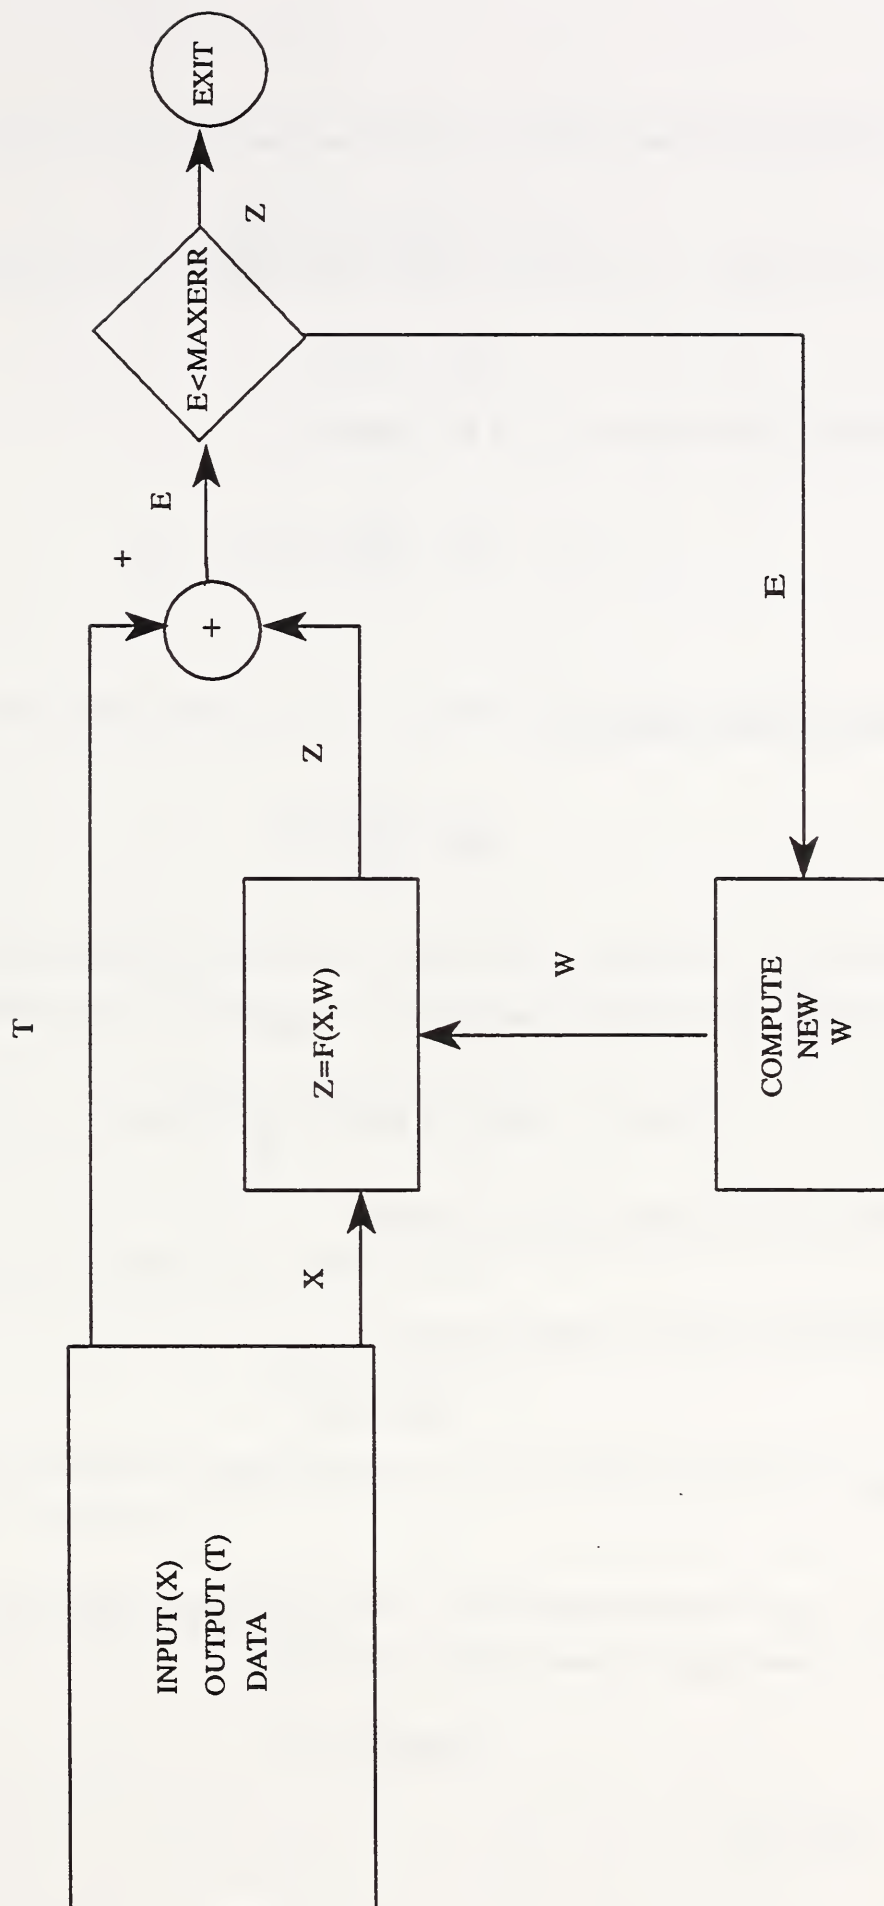 T
INPUT (X)
OUTPUT (T)
DATA
X
Z=F(X,W)
Z
+
+
E
E<MAXERR
Z
EXIT
W
E
COMPUTE
NEW
W